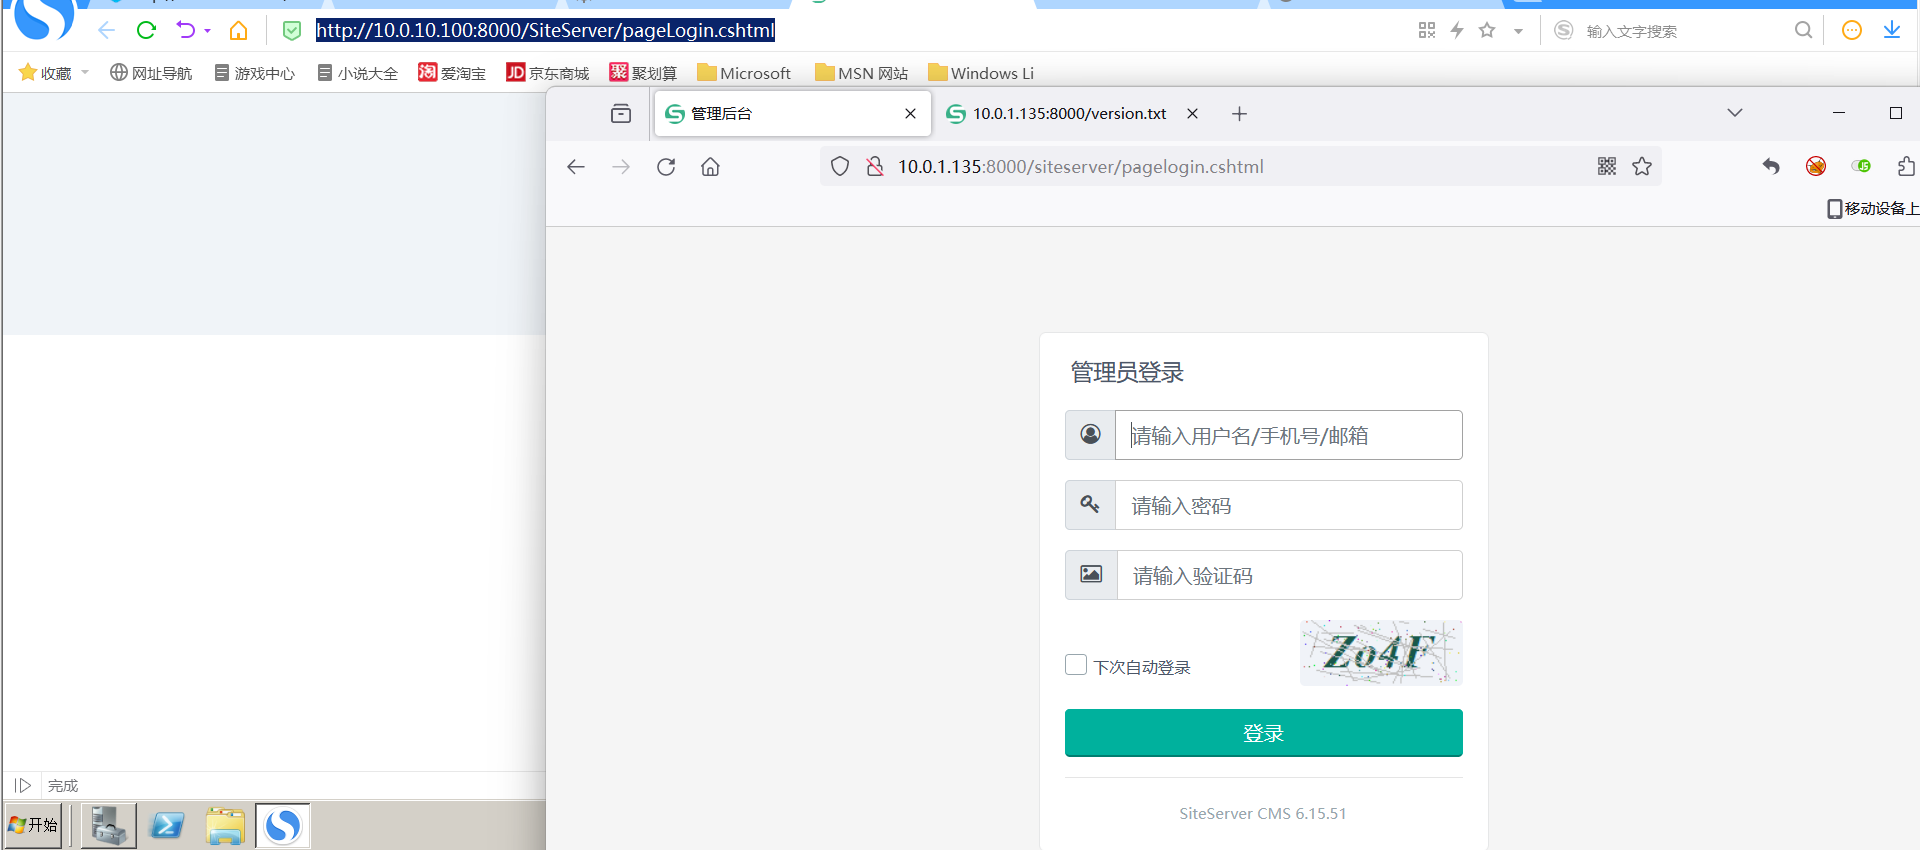 http://10.0.10.100:8000/SiteServer/pageLogin.cshtml
输入文字搜索
收藏 网址导航 游戏中心 小说大全 淘 爱淘宝 JD 京东商城 聚 聚划算 Microsoft MSN 网站 Windows Li
管理后台
10.0.1.135:8000/version.txt
10.0.1.135:8000/siteserver/pagelogin.cshtml
JS
移动设备上
管理员登录
请输入用户名/手机号/邮箱
请输入密码
请输入验证码
Zo4F
下次自动登录
登录
SiteServer CMS 6.15.51
完成
开始